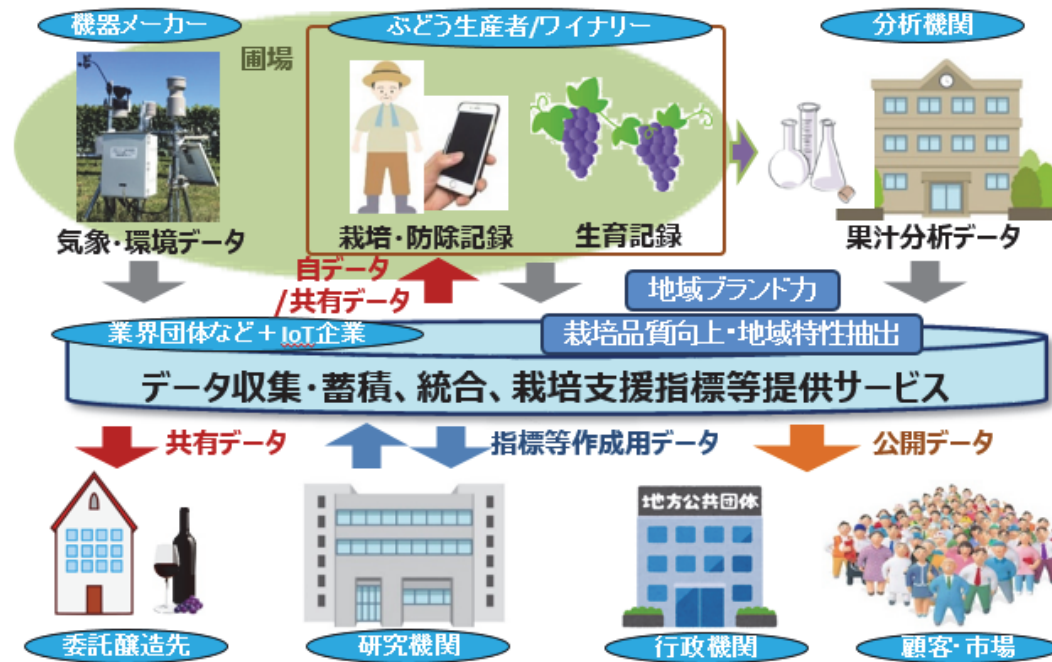 機器メーカー
ぶどう生産者/ワイナリー
分析機関
圃場
気象・環境データ
栽培・防除記録
生育記録
果汁分析データ
自データ
/共有データ
地域ブランド力
業界団体など+IoT企業
栽培品質向上・地域特性抽出
データ収集・蓄積、統合、栽培支援指標等提供サービス
共有データ
指標等作成用データ
公開データ
地方公共団体
委託醸造先
研究機関
行政機関
顧客・市場